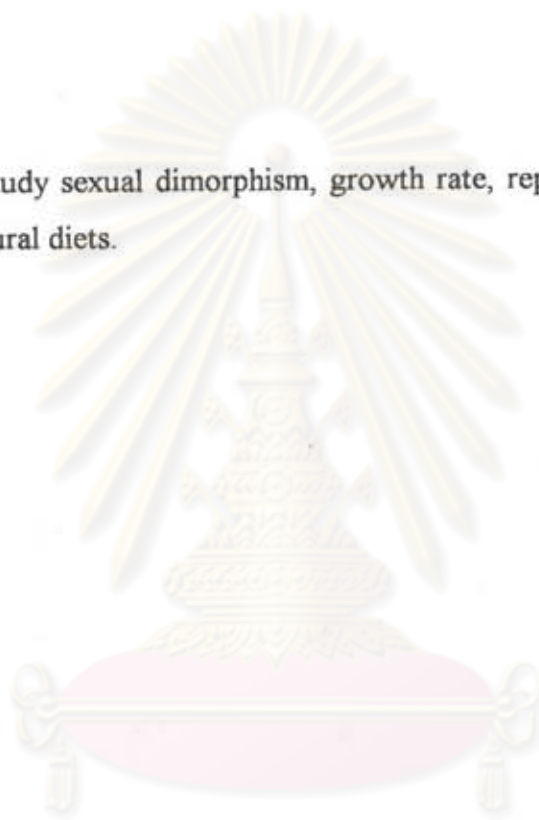 udy sexual dimorphism, growth rate, rep
ural diets.